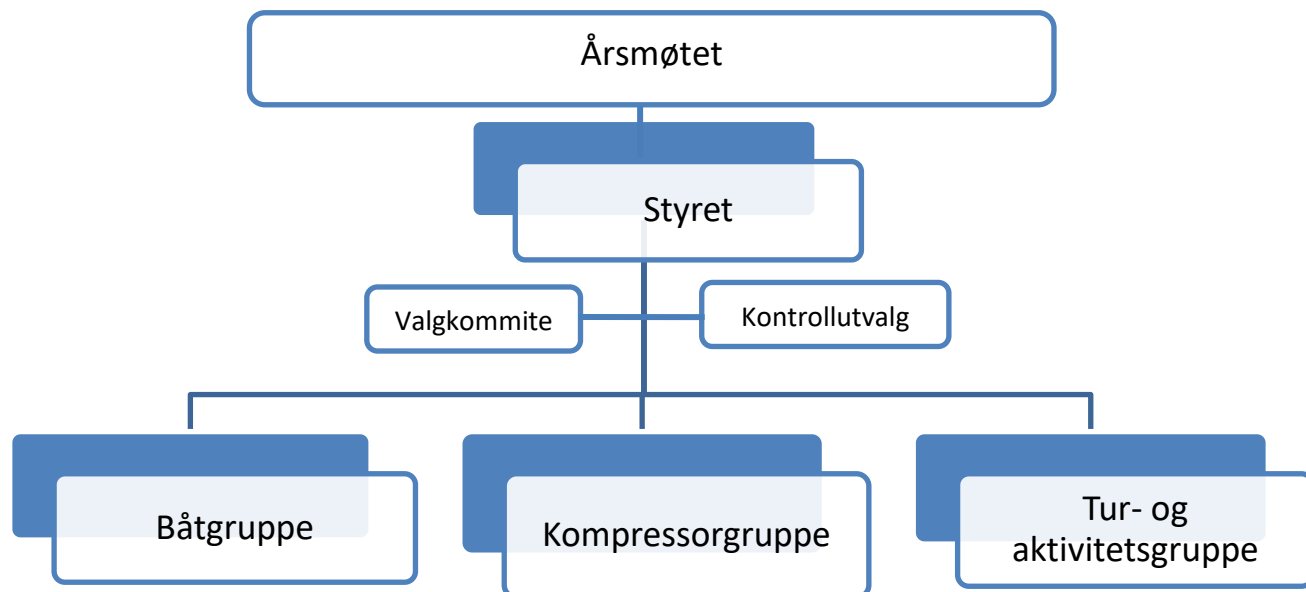 Årsmøtet
Styret
Valgkommite
Kontrollutvalg
Båtgruppe
Kompressorgruppe
Tur- og
aktivitetsgruppe